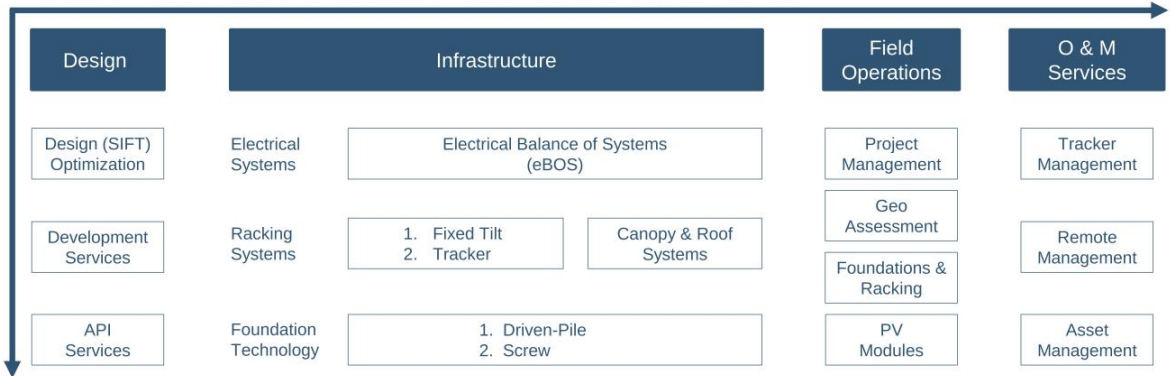 Design
Infrastructure
Field
Operations
O & M
Services
Design (SIFT)
Optimization
Development
Services
API
Services
Electrical
Systems
Electrical Balance of Systems
(eBOS)
Racking
Systems
1. Fixed Tilt
2. Tracker
Canopy & Roof
Systems
Foundation
Technology
1. Driven-Pile
2. Screw
Project
Management
Geo
Assessment
Foundations &
Racking
PV
Modules
Tracker
Management
Remote
Management
Asset
Management